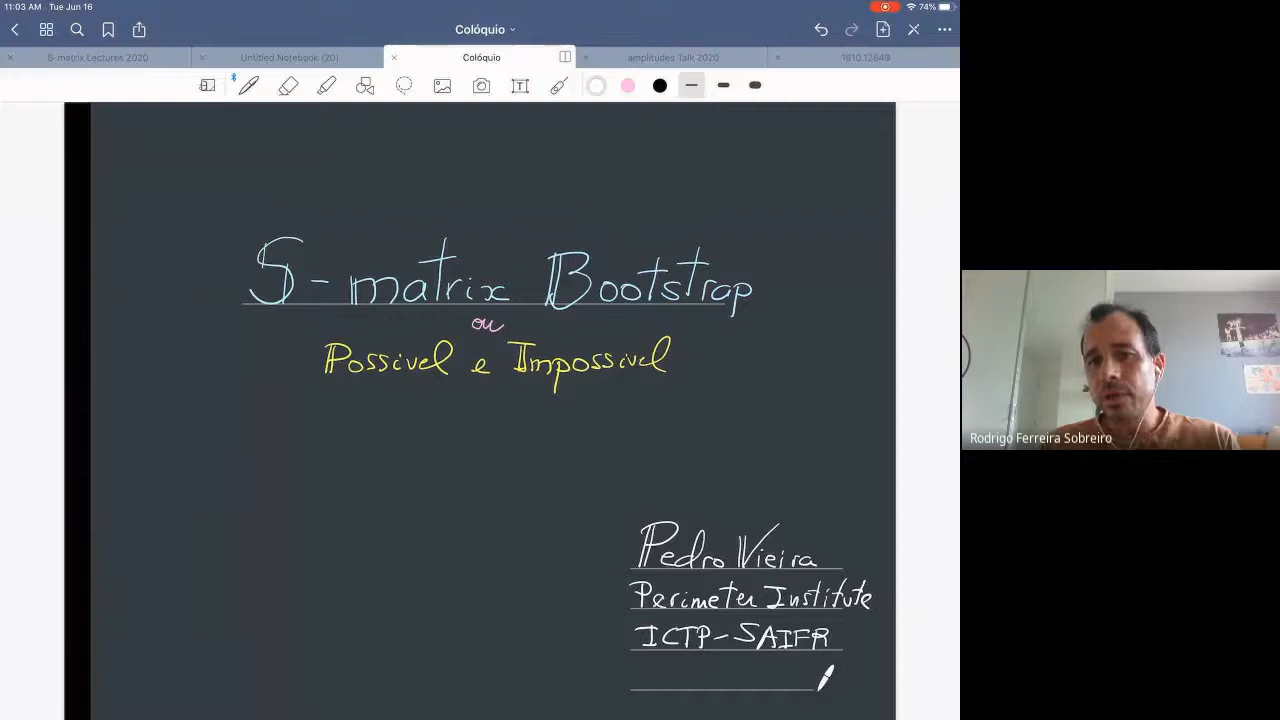 11:03 AM Tue Jun 16
74%
Colóquio
S-matrix Lectures 2020
Untitled Notebook (20)
Colóquio
amplitudes Talk 2020
1810.12849
T
S-matrix Bootstrap
ou
Possivel e Impossivel
Pedro Vieira
Perimeter Institute
ICTP-SAIFR
Rodrigo Ferreira Sobreiro